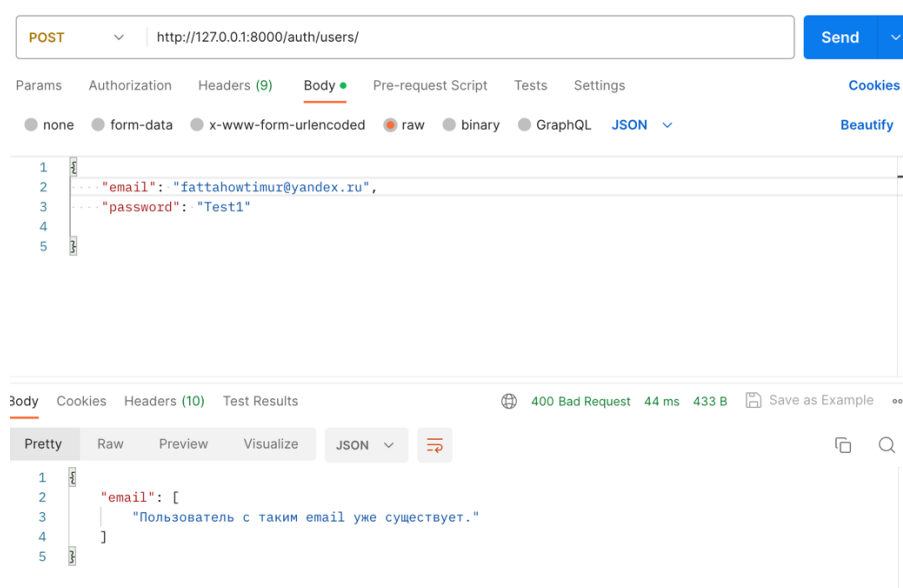 POST http://127.0.0.1:8000/auth/users/ Send
Params Authorization Headers (9) Body Pre-request Script Tests Settings Cookies
none form-data x-www-form-urlencoded raw binary GraphQL JSON Beautify
1 {
2 "email": "fattahowtimur@yandex.ru",
3 "password": "Test1"
4
5 }
Body Cookies Headers (10) Test Results 400 Bad Request 44 ms 433 B Save as Example
Pretty Raw Preview Visualize JSON
1 {
2 "email": [
3 "Пользователь с таким email уже существует."
4 ]
5 }